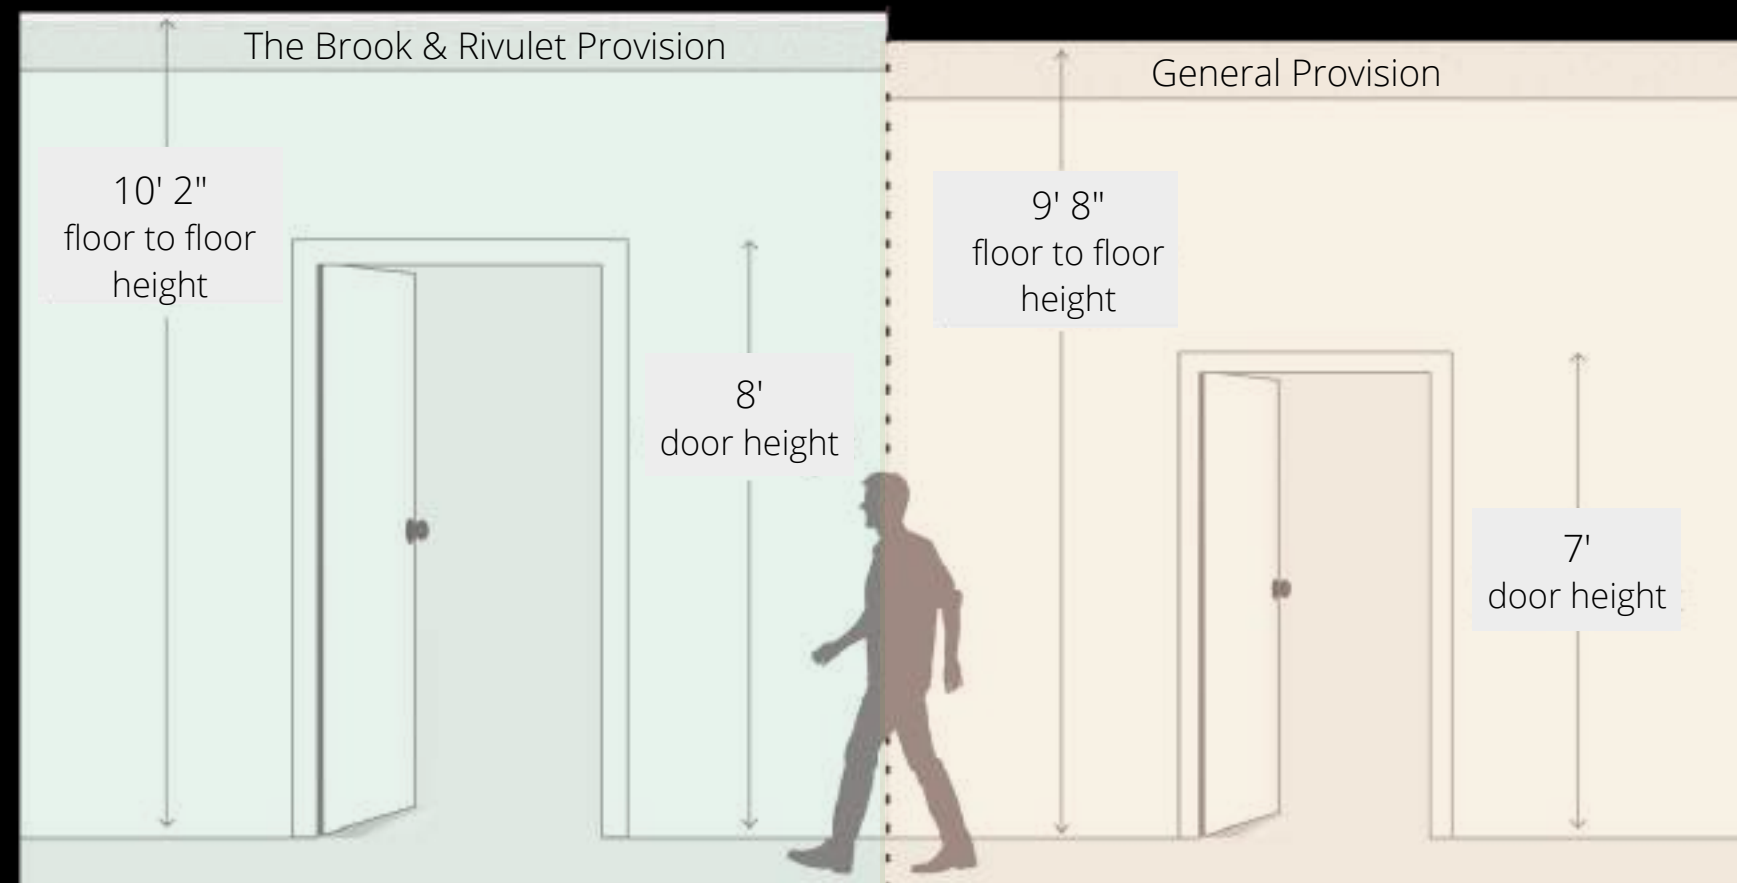 The Brook & Rivulet Provision
10' 2"
floor to floor
height
8'
door height
General Provision
9' 8"
floor to floor
height
7'
door height